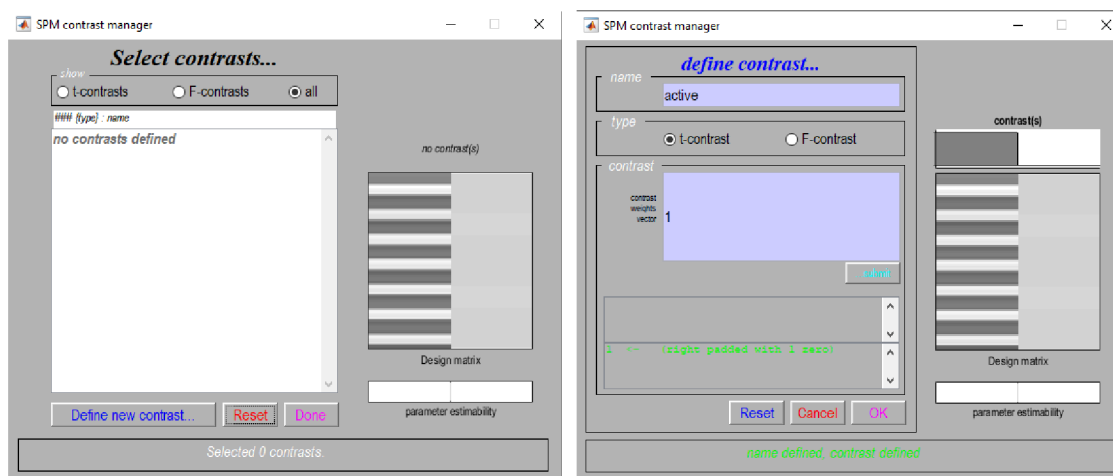 SPM contrast manager
Select contrasts...
show
t-contrasts F-contrasts all
### {type} : name
no contrasts defined
no contrast(s)
Design matrix
parameter estimability
Define new contrast... Reset Done
Selected 0 contrasts.
SPM contrast manager
define contrast...
name
active
type
t-contrast F-contrast
contrast
contrast
weights
vector
1
...submit
1 <- (right padded with 1 zero)
Reset Cancel OK
contrast(s)
Design matrix
parameter estimability
name defined, contrast defined